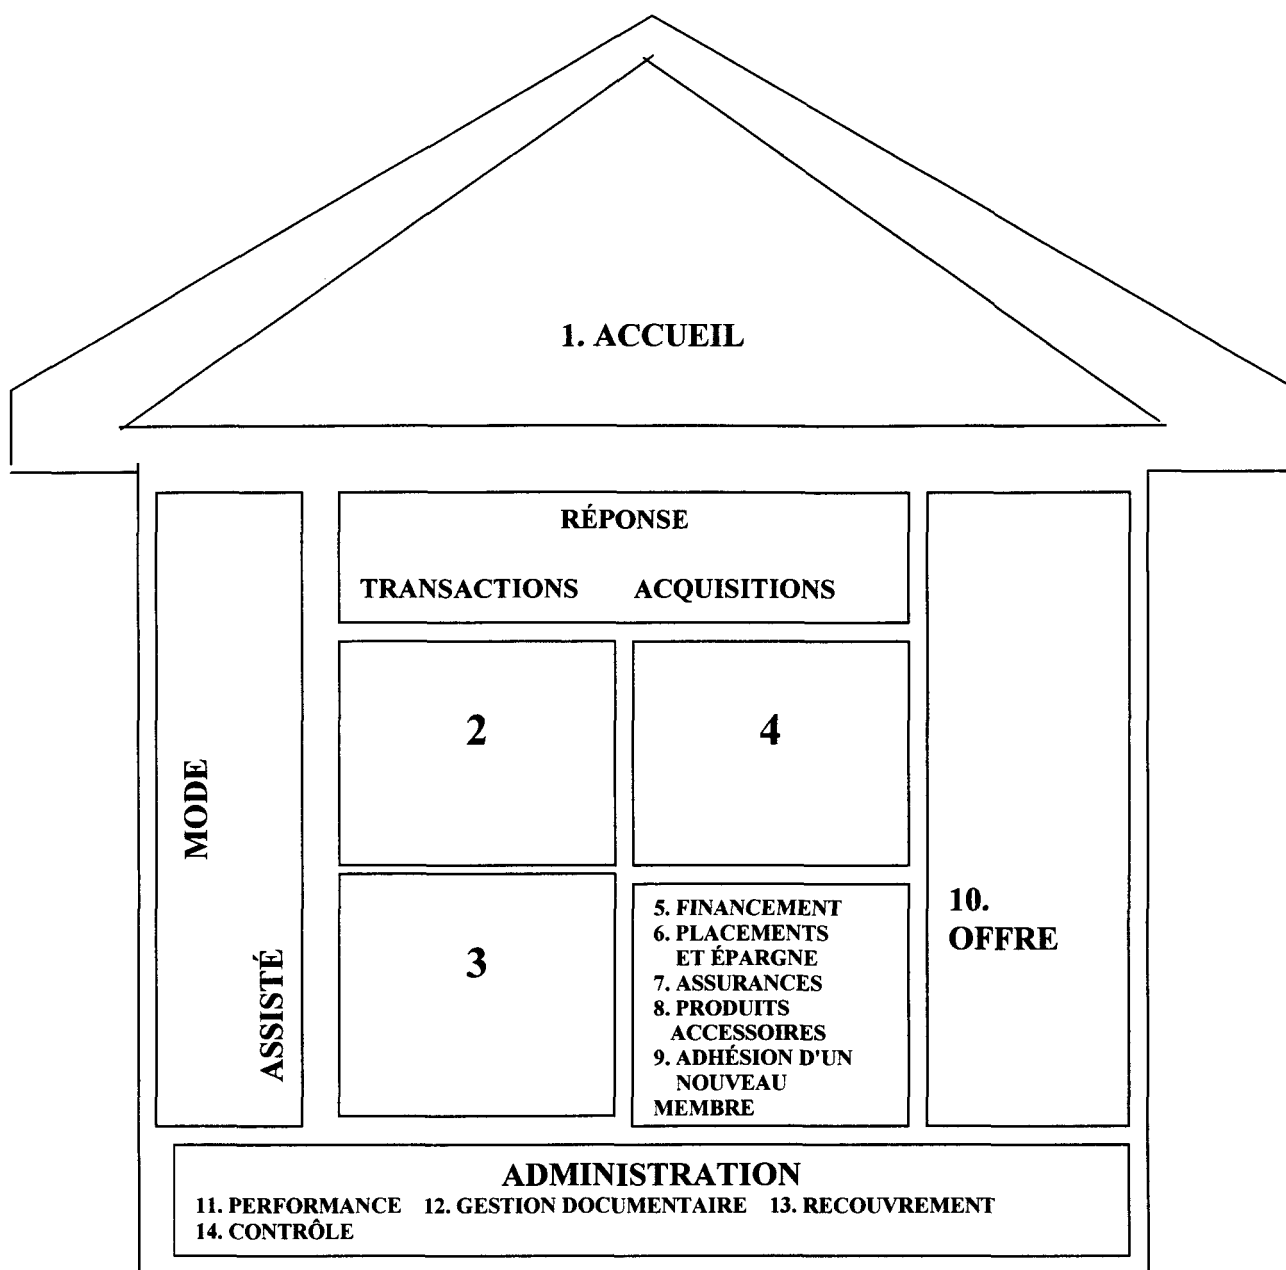 1. ACCUEIL
RÉPONSE
TRANSACTIONS ACQUISITIONS
MODE
ASSISTÉ
2
4
3
5. FINANCEMENT
6. PLACEMENTS
ET ÉPARGNE
7. ASSURANCES
8. PRODUITS
ACCESSOIRES
9. ADHÉSION D'UN
NOUVEAU
MEMBRE
10.
OFFRE
ADMINISTRATION
11. PERFORMANCE 12. GESTION DOCUMENTAIRE 13. RECOUVREMENT
14. CONTRÔLE